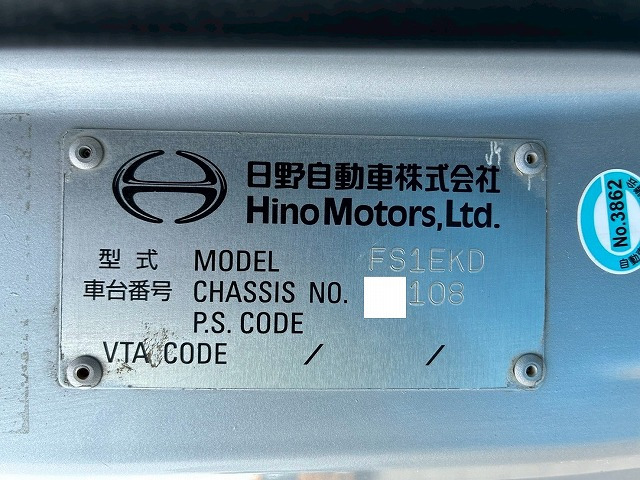 日野自動車株式会社
Hino Motors, Ltd.
型式 MODEL FS1EKD
車台番号 CHASSIS NO. 108
P.S. CODE
VTA CODE / /
No.3862